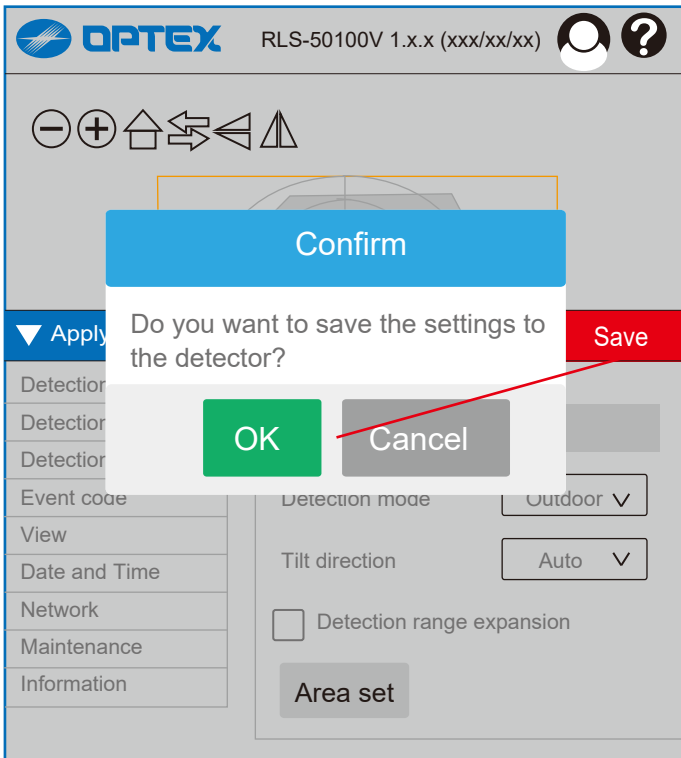 OPTEX RLS-50100V 1.x.x (xxx/xx/xx) ?
Confirm
Do you want to save the settings to
the detector?
OK Cancel
Apply
Save
Detection
Detection
Detection
Event code
View
Date and Time
Network
Maintenance
Information
Detection mode Outdoor
Tilt direction Auto
Detection range expansion
Area set